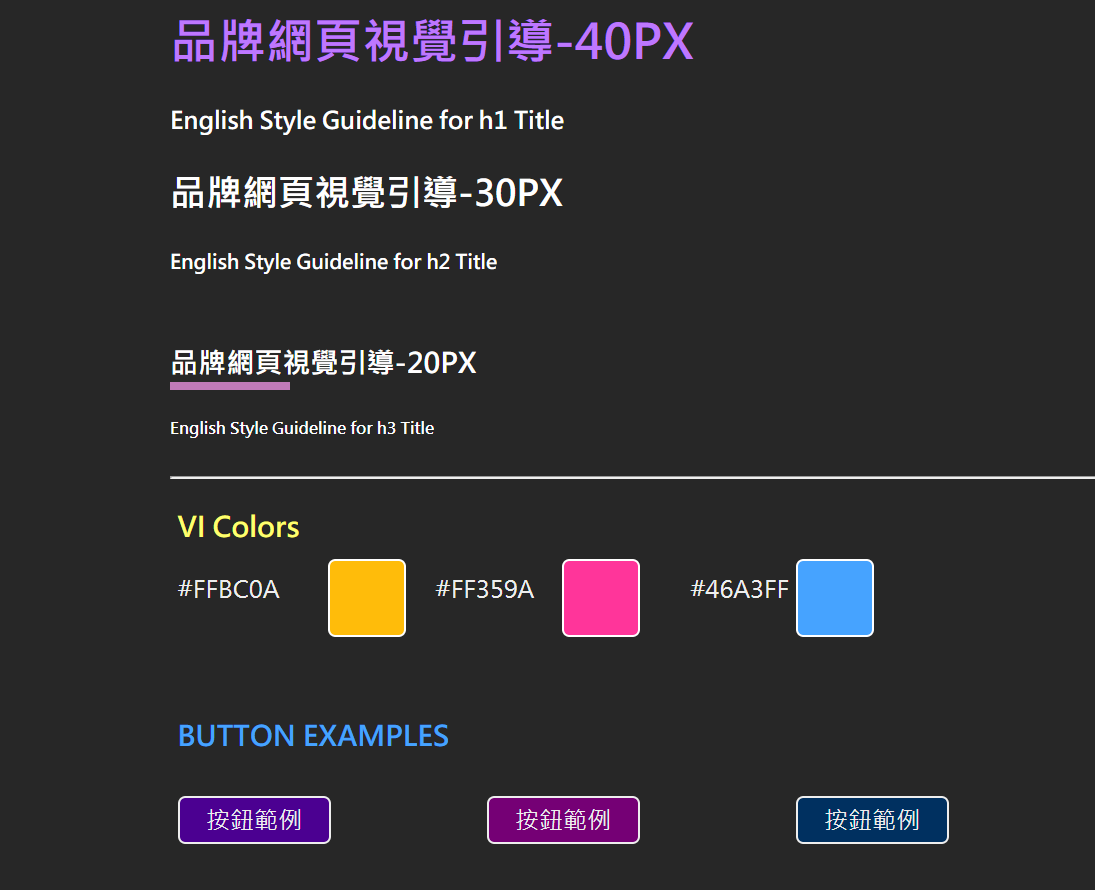 品牌網頁視覺引導-40PX
English Style Guideline for h1 Title
品牌網頁視覺引導-30PX
English Style Guideline for h2 Title
品牌網頁視覺引導-20PX
English Style Guideline for h3 Title
VI Colors
#FFBC0A #FF359A #46A3FF
BUTTON EXAMPLES
按鈕範例 按鈕範例 按鈕範例